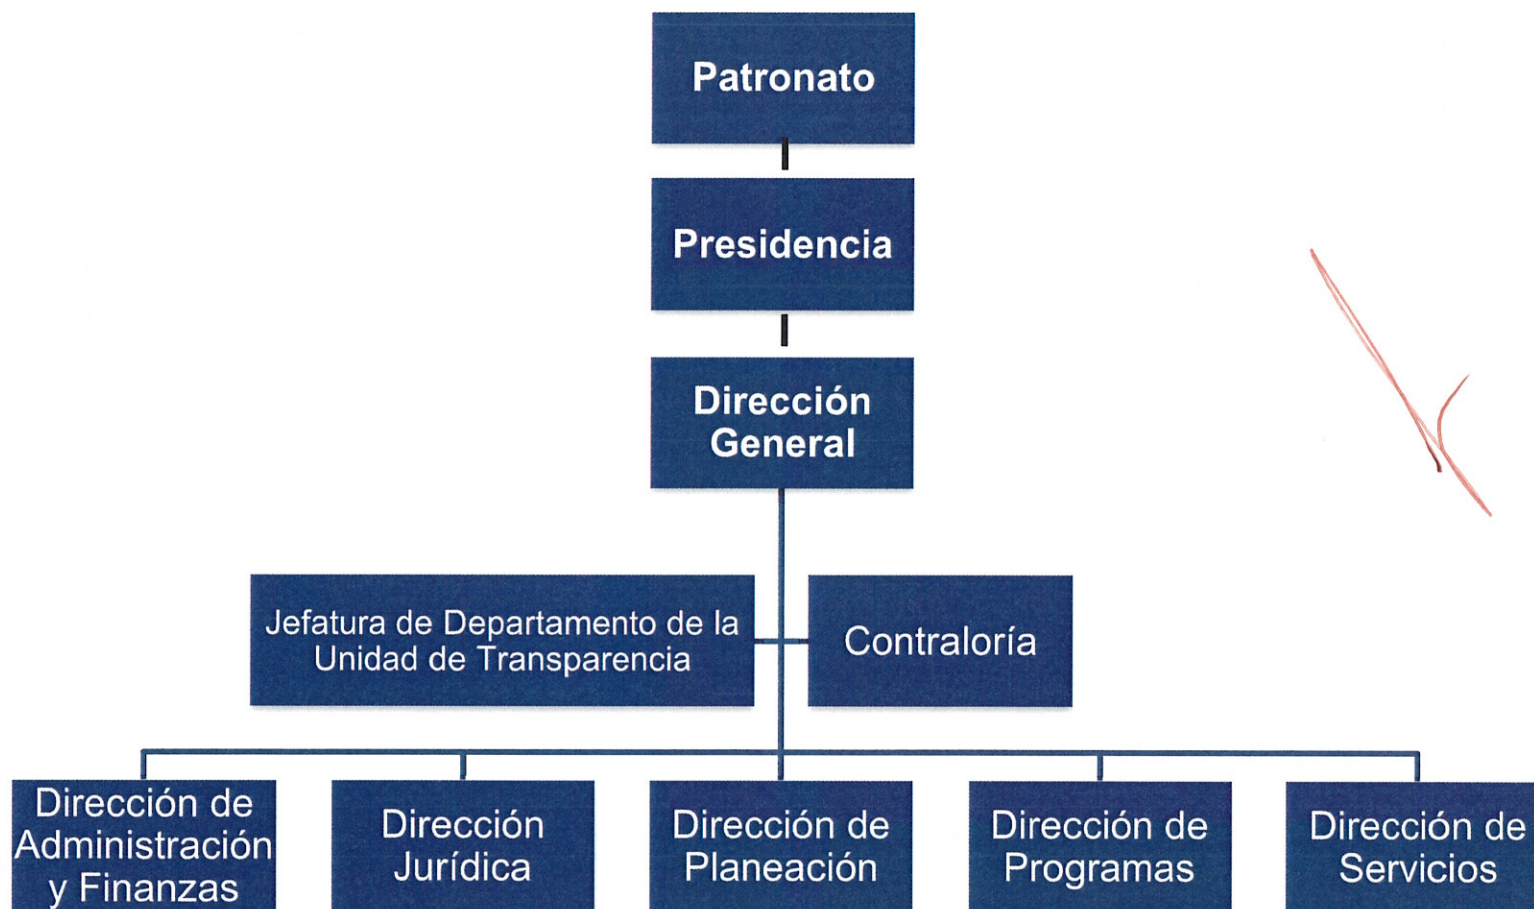 Patronato
Presidencia
Dirección
General
Jefatura de Departamento de la
Unidad de Transparencia
Contraloría
Dirección de
Administración
y Finanzas
Dirección
Jurídica
Dirección de
Planeación
Dirección de
Programas
Dirección de
Servicios